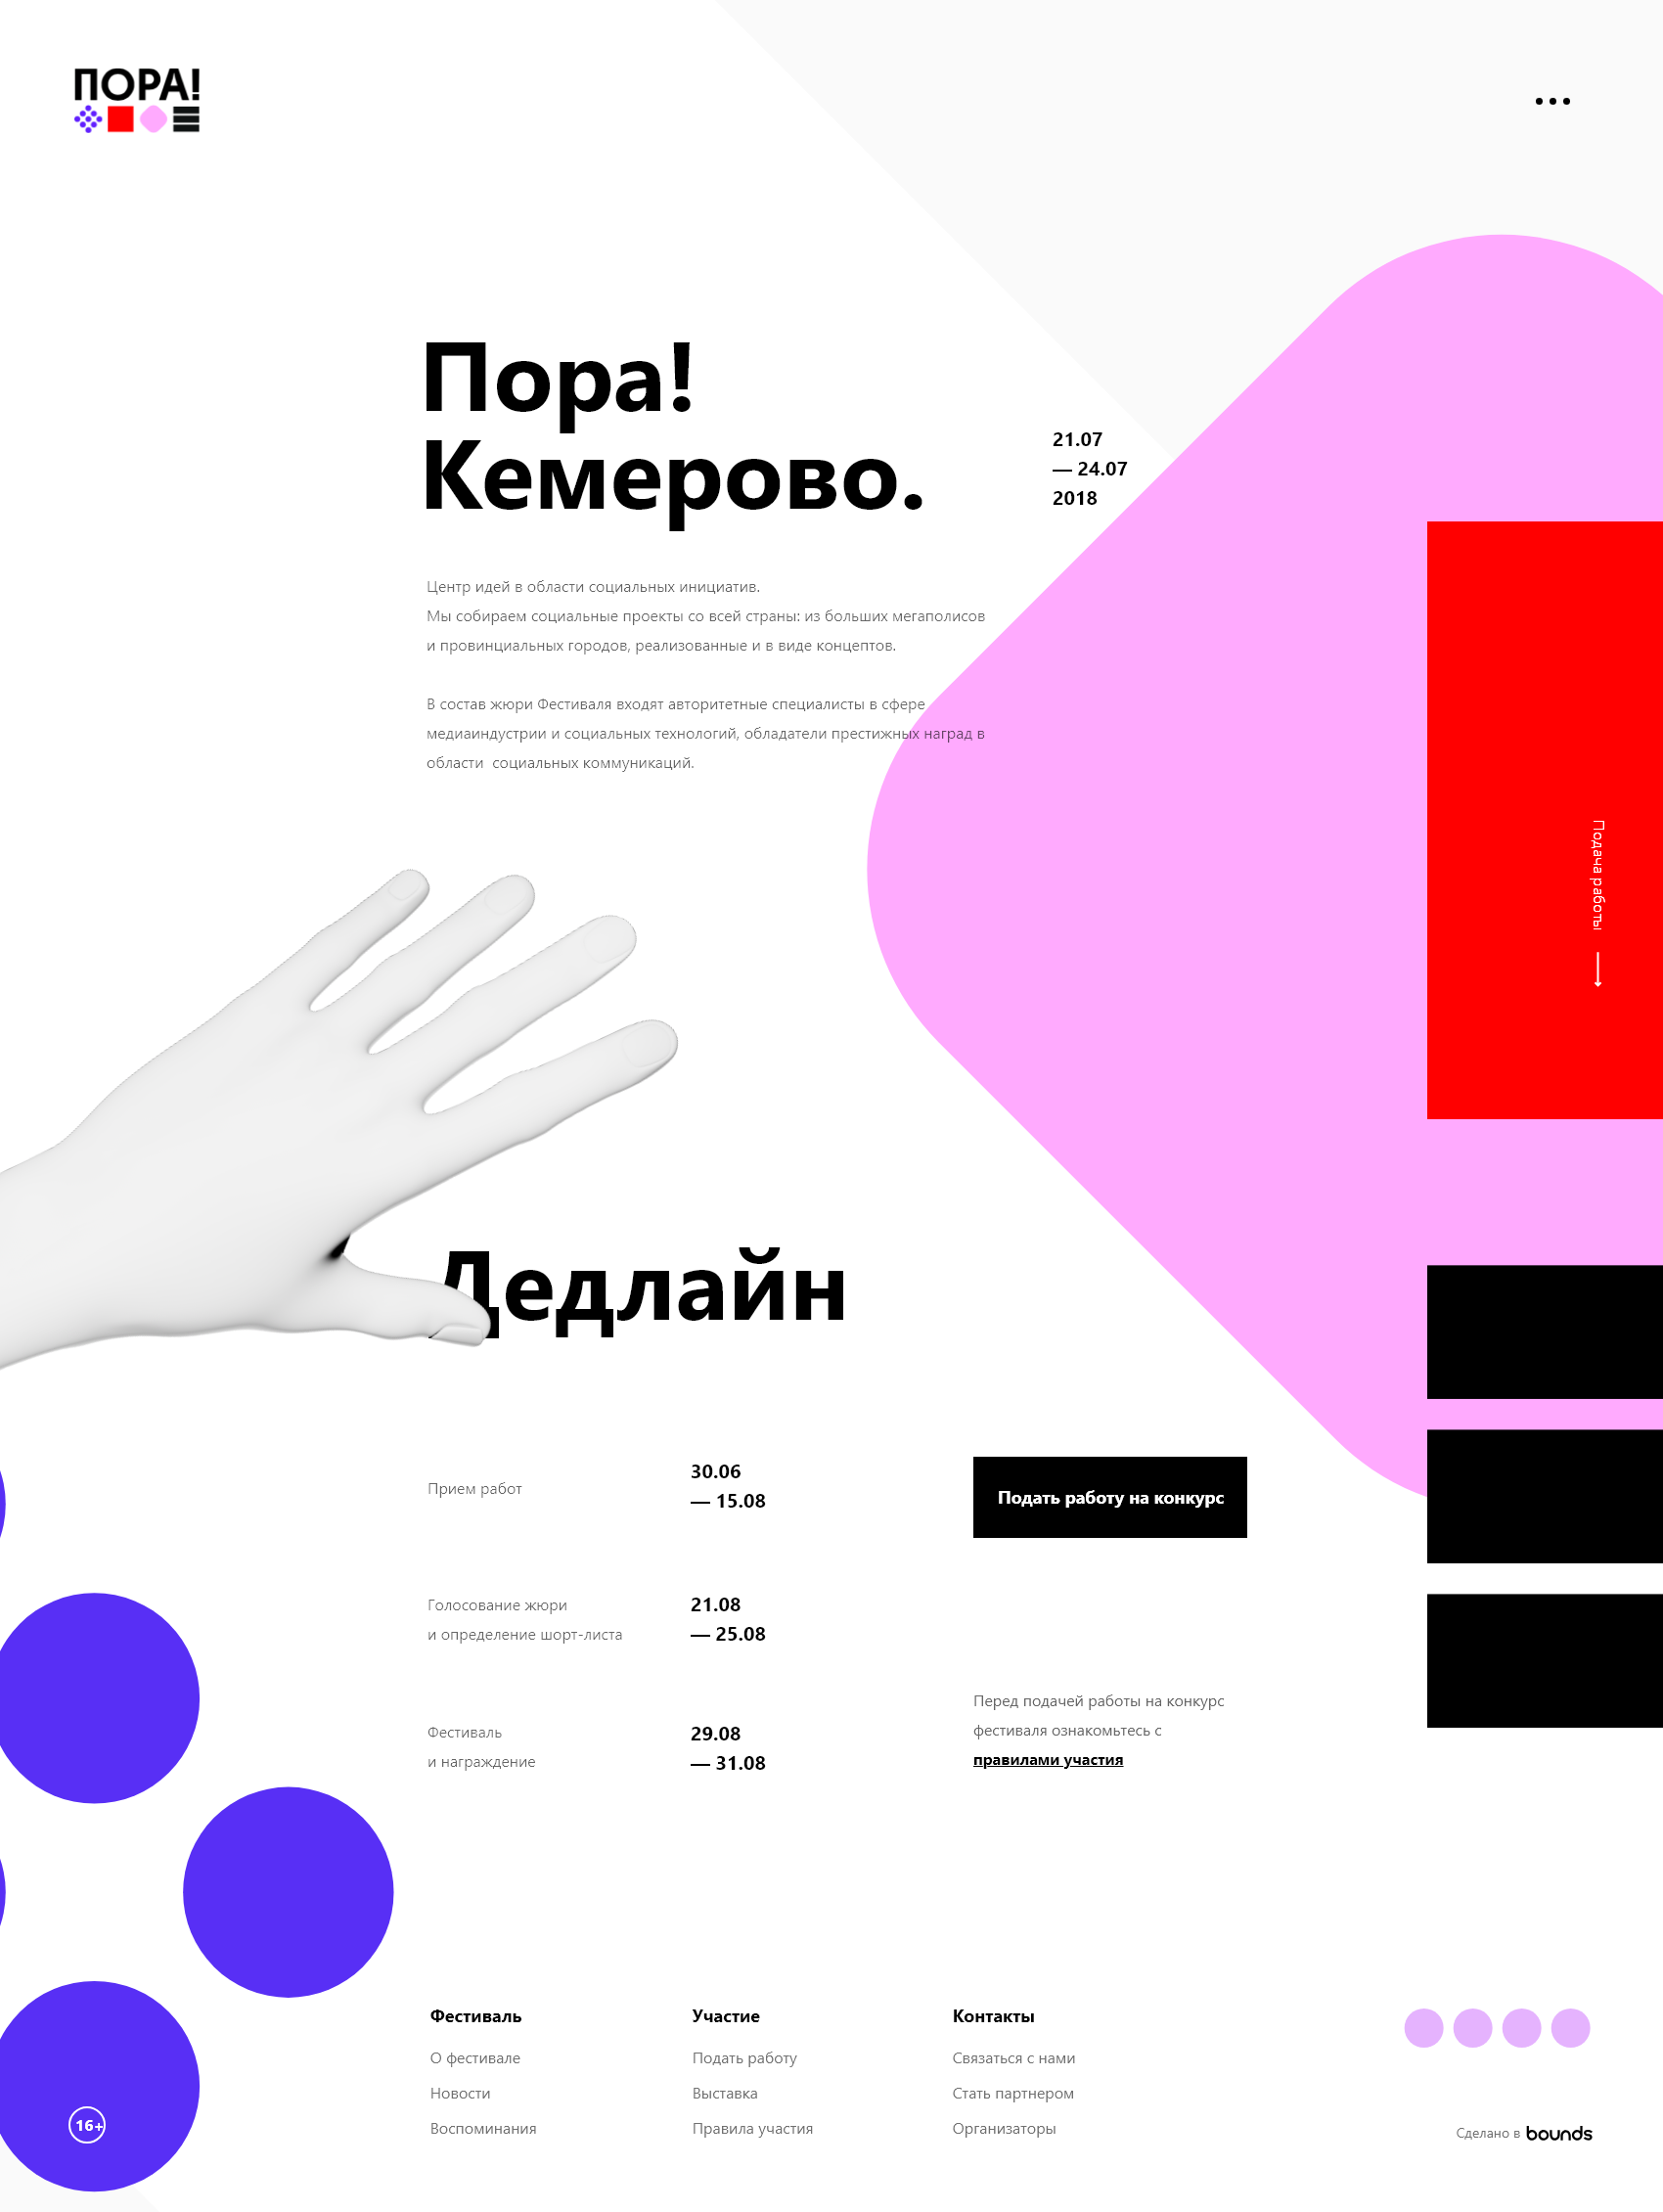 ПОРА!
Пора!
Кемерово.
21.07
— 24.07
2018
Центр идей в области социальных инициатив.
Мы собираем социальные проекты со всей страны: из больших мегаполисов
и провинциальных городов, реализованные и в виде концептов.
В состав жюри Фестиваля входят авторитетные специалисты в сфере
медиаиндустрии и социальных технологий, обладатели престижных наград в
области  социальных коммуникаций.
Подача работы
Дедлайн
Прием работ
30.06
— 15.08
Подать работу на конкурс
Голосование жюри
и определение шорт-листа
21.08
— 25.08
Фестиваль
и награждение
29.08
— 31.08
Перед подачей работы на конкурс
фестиваля ознакомьтесь с
правилами участия
Фестиваль
О фестивале
Новости
Воспоминания
Участие
Подать работу
Выставка
Правила участия
Контакты
Связаться с нами
Стать партнером
Организаторы
16+
Сделано в bounds